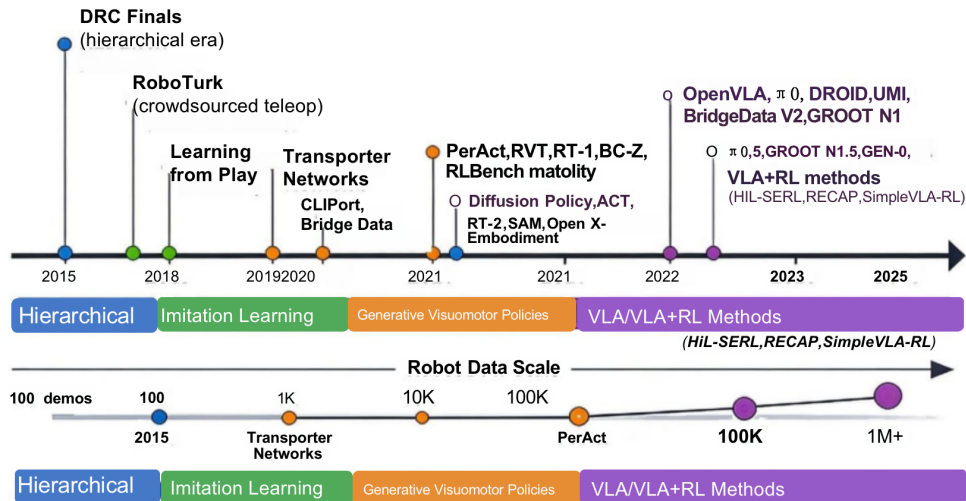 DRC Finals
(hierarchical era)
RoboTurk
(crowdsourced teleop)
Learning
from Play
Transporter
Networks
CLIPort,
Bridge Data
PerAct,RVT,RT-1,BC-Z,
RLBench matolity
Diffusion Policy,ACT,
RT-2,SAM,Open X-
Embodiment
OpenVLA, π0, DROID,UMI,
BridgeData V2,GROOT N1
π0,5,GROOT N1.5,GEN-0,
VLA+RL methods
(HIL-SERL,RECAP,SimpleVLA-RL)
2015 2018 2019 2020 2021 2021 2022 2023 2025
Hierarchical Imitation Learning Generative Visuomotor Policies VLA/VLA+RL Methods
(HiL-SERL,RECAP,SimpleVLA-RL)
Robot Data Scale
100 demos 100 1K 10K 100K
2015 Transporter
Networks
PerAct 100K 1M+
Hierarchical Imitation Learning Generative Visuomotor Policies VLA/VLA+RL Methods